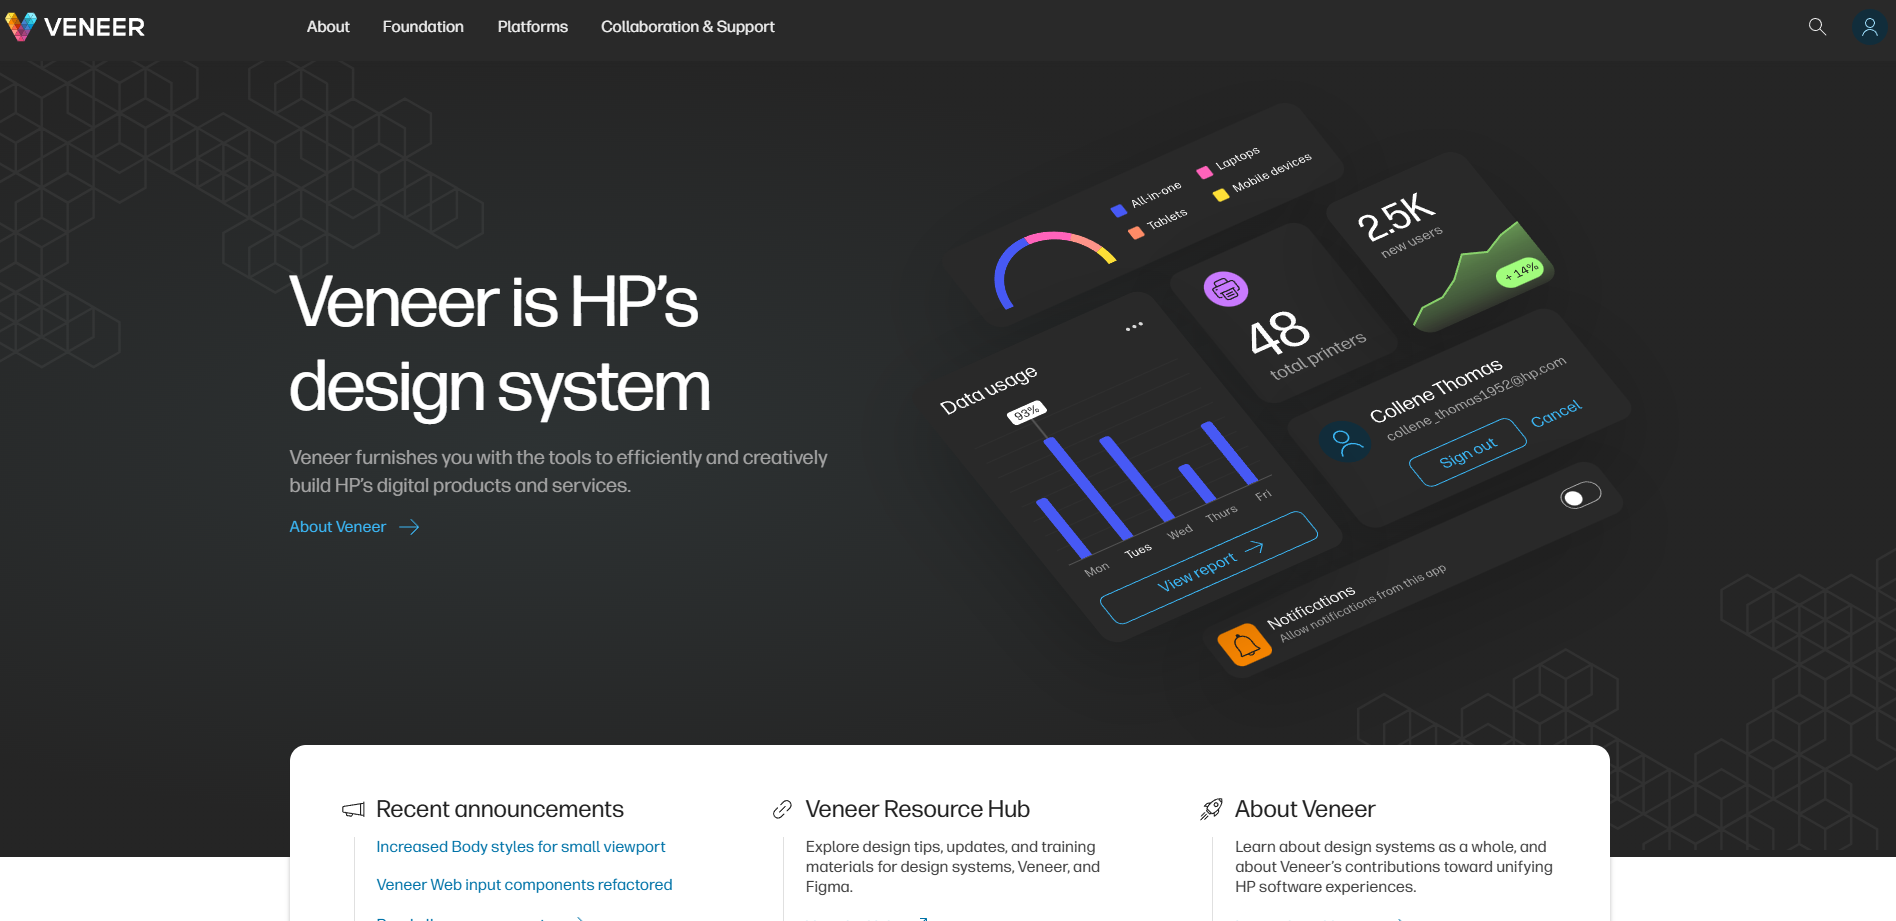 VENEER
About
Foundation
Platforms
Collaboration & Support
Veneer is HP's
design system
Veneer furnishes you with the tools to efficiently and creatively
build HP's digital products and services.
About Veneer
All-in-one
Laptops
Tablets
Mobile devices
2.5K
new users
+ 14%
48
total printers
Data usage
93%
Mon
Tues
Wed
Thurs
Fri
View report
Collene Thomas
collene_thomas1952@hp.com
Sign out
Cancel
Notifications
Allow notifications from this app
Recent announcements
Increased Body styles for small viewport
Veneer Web input components refactored
Veneer Resource Hub
Explore design tips, updates, and training
materials for design systems, Veneer, and
Figma.
About Veneer
Learn about design systems as a whole, and
about Veneer's contributions toward unifying
HP software experiences.